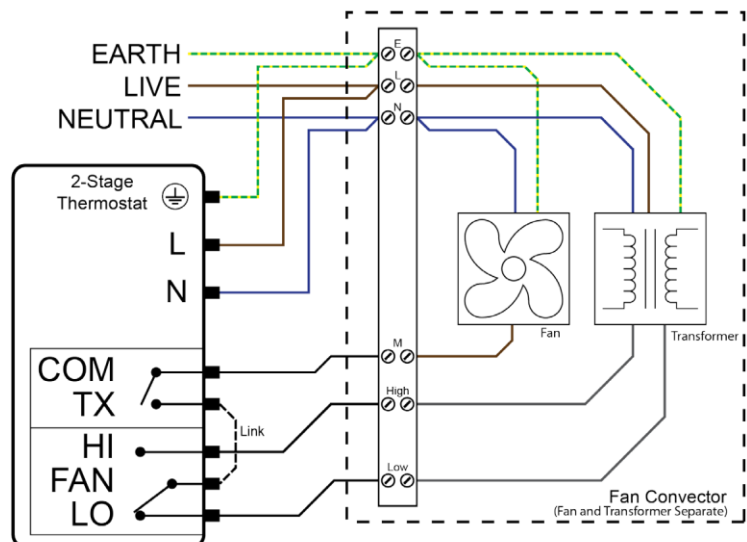 EARTH
LIVE
NEUTRAL
E
L
N
2-Stage
Thermostat
L
N
COM
TX
HI
FAN
LO
Link
M
High
Low
Fan
Transformer
Fan Convector
(Fan and Transformer Separate)